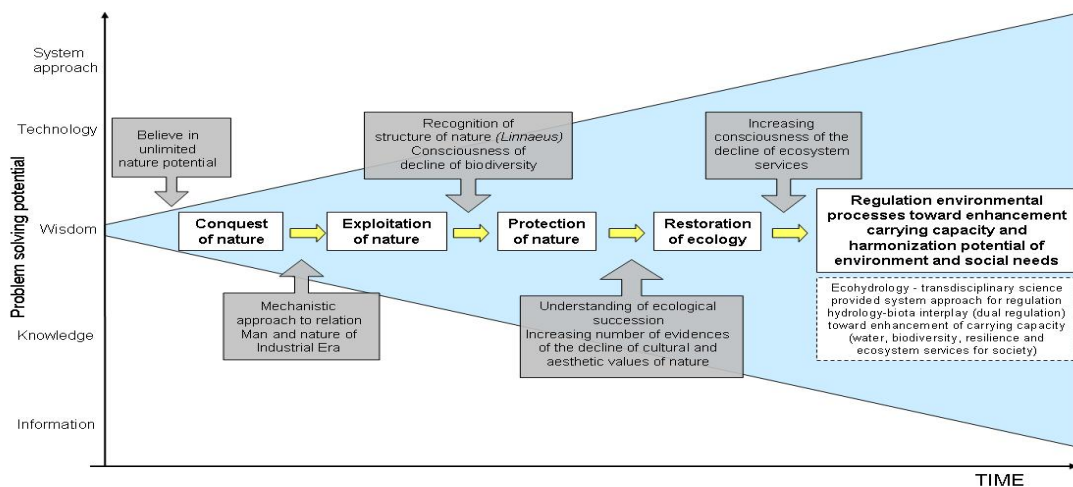 Problem solving potential
System
approach
Technology
Wisdom
Knowledge
Information
Believe in
unlimited
nature potential
Recognition of
structure of nature (Linnaeus)
Consciousness of
decline of biodiversity
Increasing
consciousness of the
decline of ecosystem
services
Conquest
of nature
Exploitation
of nature
Protection
of nature
Restoration
of ecology
Regulation environmental
processes toward enhancement
carrying capacity and
harmonization potential of
environment and social needs
Mechanistic
approach to relation
Man and nature of
Industrial Era
Understanding of ecological
succession
Increasing number of evidences
of the decline of cultural and
aesthetic values of nature
Ecohydrology - transdisciplinary science
provided system approach for regulation
hydrology-biota interplay (dual regulation)
toward enhancement of carrying capacity
(water, biodiversity, resilience and
ecosystem services for society)
TIME